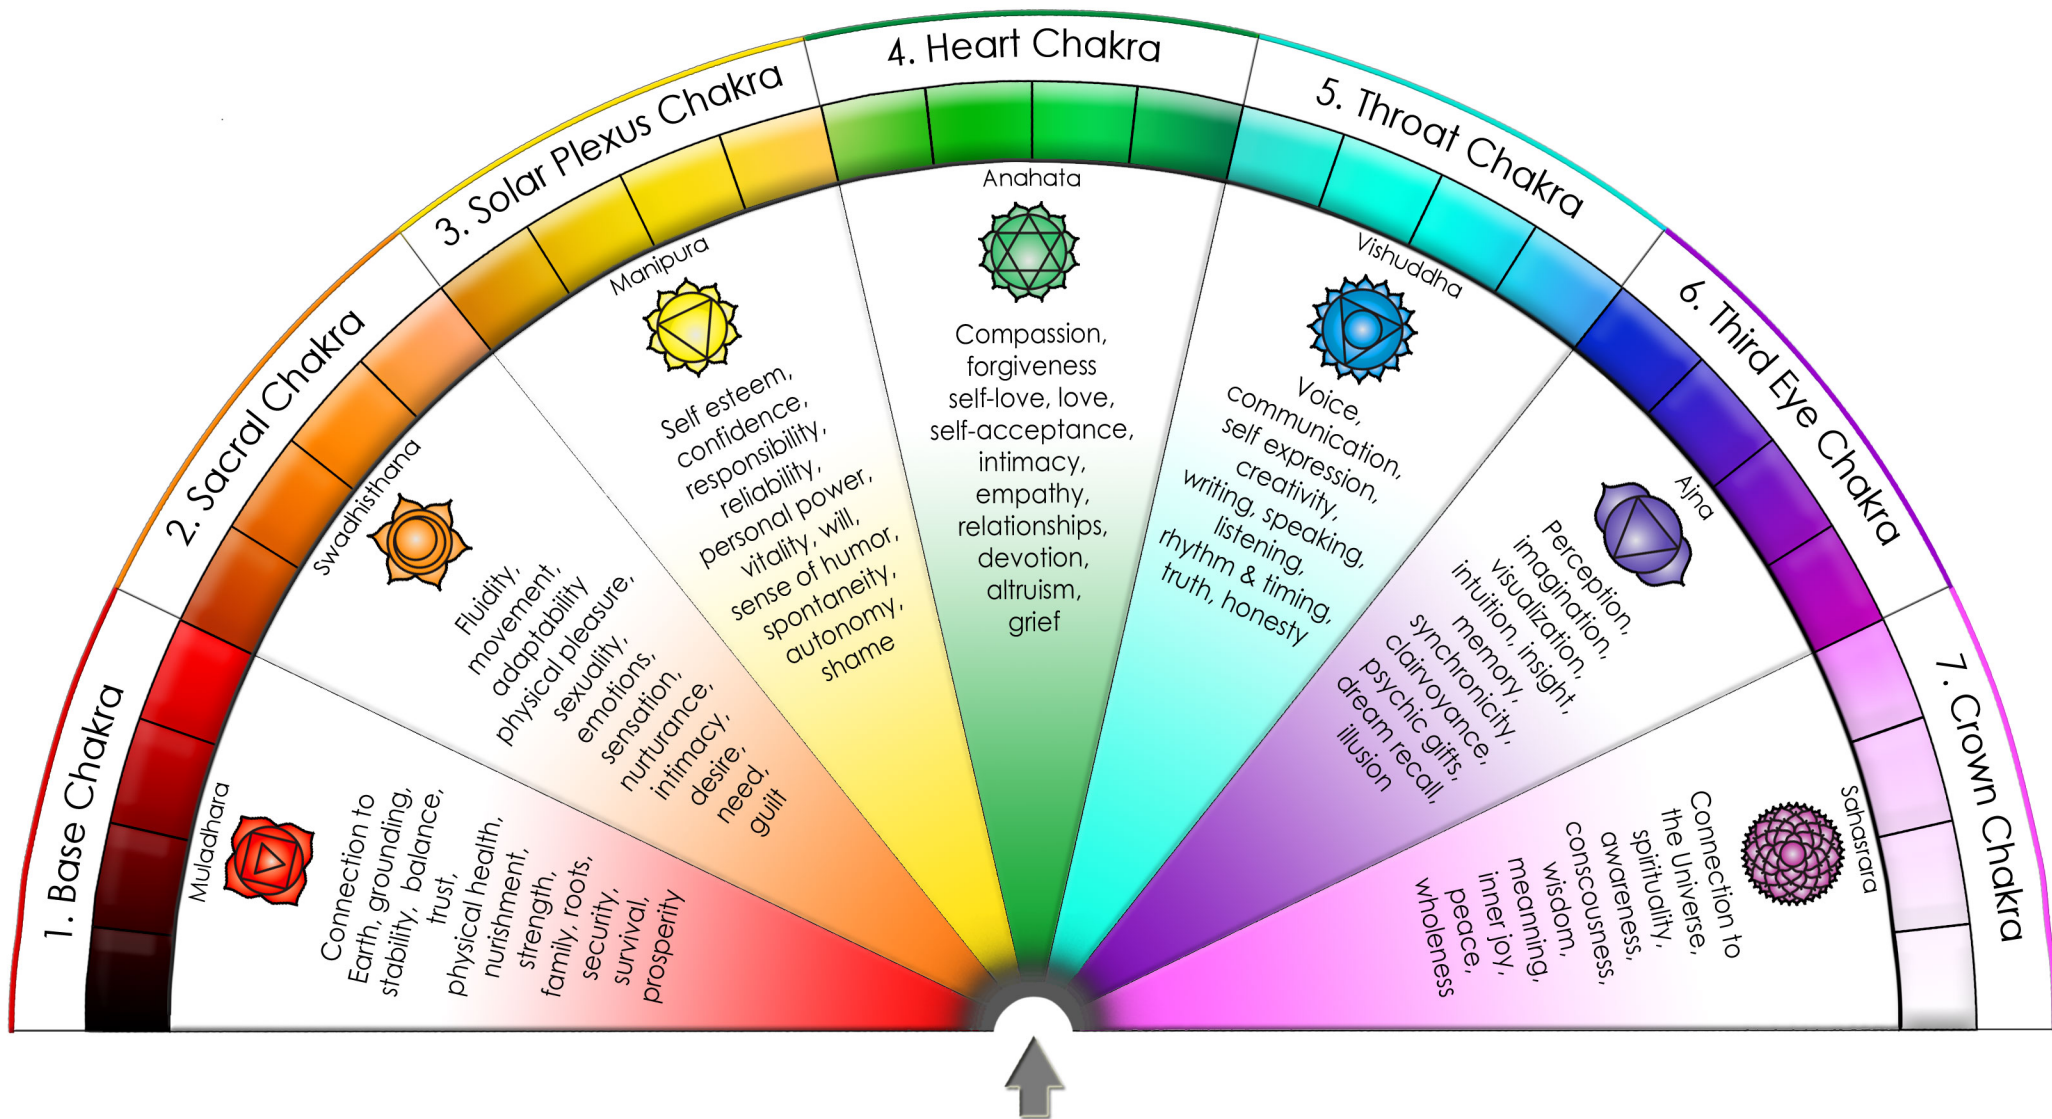 1. Base Chakra
Muladhara
Connection to
Earth, grounding,
stability, balance,
trust,
physical health,
nurishment,
strength,
family, roots,
security,
survival,
prosperity
2. Sacral Chakra
Swadhisthana
Fluidity,
movement,
adaptability
physical pleasure,
sexuality,
emotions,
sensation,
nurturance,
intimacy,
desire,
need,
guilt
3. Solar Plexus Chakra
Manipura
Self esteem,
confidence,
responsibility,
reliability,
personal power,
vitality, will,
sense of humor,
spontaneity,
autonomy,
shame
4. Heart Chakra
Anahata
Compassion,
forgiveness
self-love, love,
self-acceptance,
intimacy,
empathy,
relationships,
devotion,
altruism,
grief
5. Throat Chakra
Vishuddha
Voice,
communication,
self expression,
creativity,
writing, speaking,
listening,
rhythm & timing,
truth, honesty
6. Third Eye Chakra
Ajna
Perception,
imagination,
visualization,
intuition, insight,
memory,
synchronicity,
clairvoyance,
psychic gifts,
dream recall,
illusion
7. Crown Chakra
Sahasrara
Connection to
the Universe,
spirituality,
awareness,
conscousness,
wisdom,
meanning,
inner joy,
peace,
wholeness